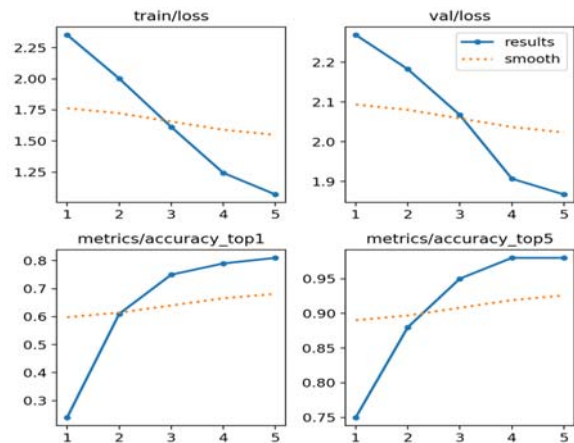 train/loss
2.25
2.00
1.75
1.50
1.25
1 2 3 4 5
val/loss
results
smooth
2.2
2.1
2.0
1.9
1 2 3 4 5
metrics/accuracy_top1
0.8
0.7
0.6
0.5
0.4
0.3
1 2 3 4 5
metrics/accuracy_top5
0.95
0.90
0.85
0.80
0.75
1 2 3 4 5